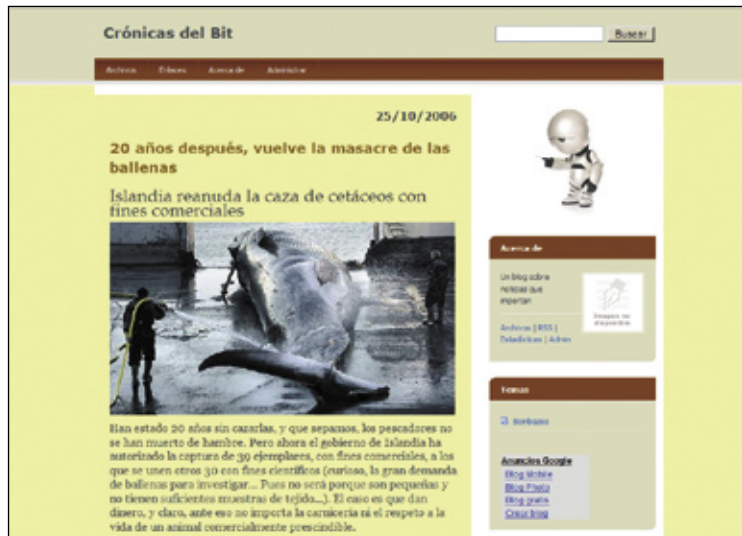 Crónicas del Bit
Buscar
Archivos Enlaces Acerca de Administrar
25/10/2006
20 años después, vuelve la masacre de las
ballenas
Islandia reanuda la caza de cetáceos con
fines comerciales
Han estado 20 años sin cazarlas, y que sepamos, los pescadores no
se han muerto de hambre. Pero ahora el gobierno de Islandia ha
autorizado la captura de 39 ejemplares, con fines comerciales, a los
que se unen otros 30 con fines científicos (curioso, la gran demanda
de ballenas para investigar... Pues no será porque son pequeñas y
no tienen suficientes muestras de tejido...). El caso es que dan
dinero, y claro, ante eso no importa la carnicería ni el respeto a la
vida de un animal comercialmente prescindible.
Acerca de
Un blog sobre
noticias que
importan
Imagen no
disponible
Archivos | RSS |
Estadísticas | Admin
Temas
Anuncios Google
Blog Mobile
Blog Photo
Blog gratis
Crear blog